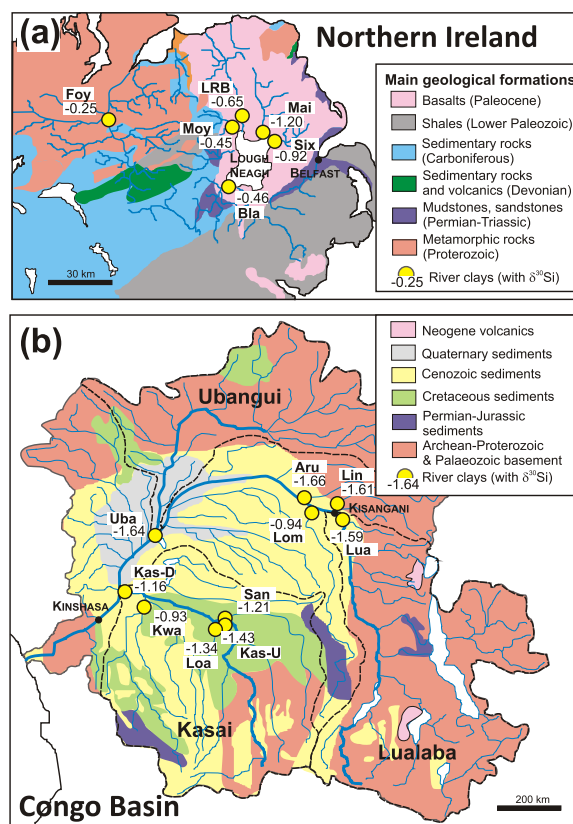 (a)
Northern Ireland
Foy
-0.25
LRB
-0.65
Mai
-1.20
Moy
-0.45
Six
-0.92
LOUGH
NEAGH
BELFAST
-0.46
Bla
30 km
Main geological formations
Basalts (Paleocene)
Shales (Lower Paleozoic)
Sedimentary rocks
(Carboniferous)
Sedimentary rocks
and volcanics (Devonian)
Mudstones, sandstones
(Permian-Triassic)
Metamorphic rocks
(Proterozoic)
-0.25 River clays (with δ³⁰Si)
(b)
Ubangui
Neogene volcanics
Quaternary sediments
Cenozoic sediments
Cretaceous sediments
Permian-Jurassic
sediments
Archean-Proterozoic
& Palaeozoic basement
-1.64 River clays (with δ³⁰Si)
Aru
-1.66
Lin
-1.61
KISANGANI
-0.94
Lom
-1.59
Lua
Uba
-1.64
Kas-D
-1.16
KINSHASA
-0.93
Kwa
San
-1.21
-1.43
Kas-U
-1.34
Loa
Kasai
Lualaba
Congo Basin
200 km